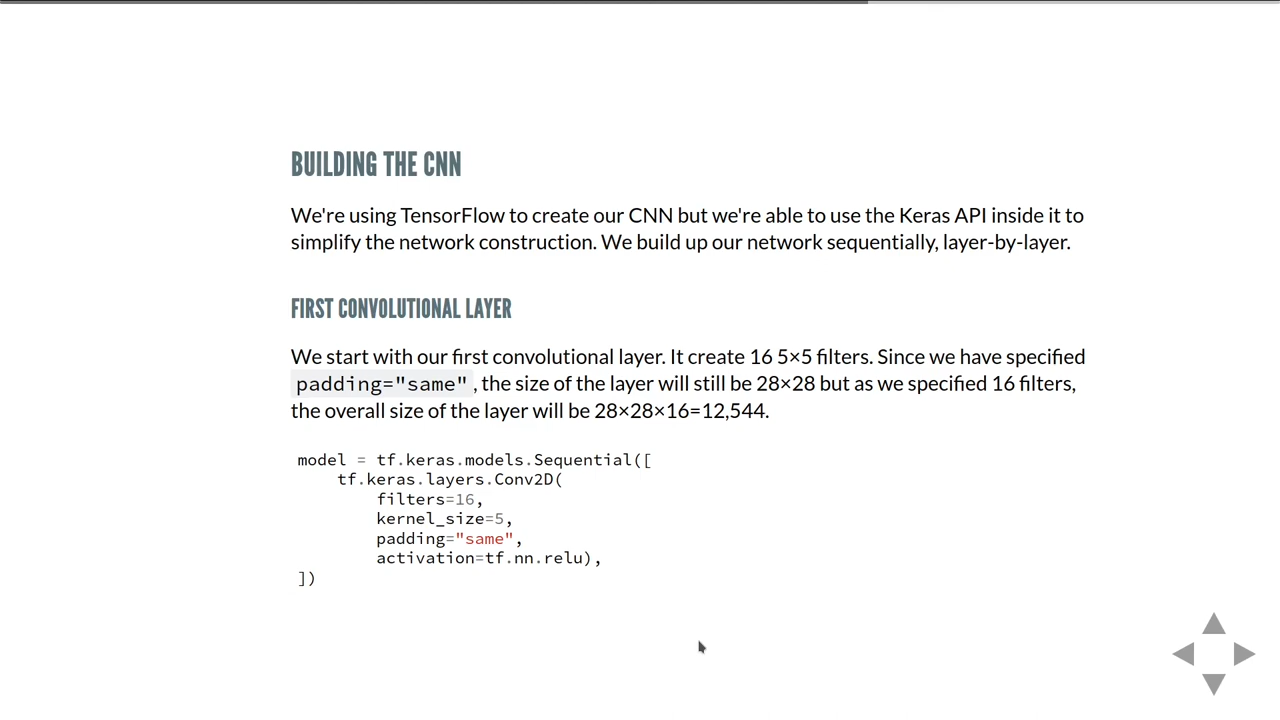 BUILDING THE CNN
We're using TensorFlow to create our CNN but we're able to use the Keras API inside it to
simplify the network construction. We build up our network sequentially, layer-by-layer.
FIRST CONVOLUTIONAL LAYER
We start with our first convolutional layer. It create 16 5×5 filters. Since we have specified
padding="same", the size of the layer will still be 28×28 but as we specified 16 filters,
the overall size of the layer will be 28×28×16=12,544.
model = tf.keras.models.Sequential([
    tf.keras.layers.Conv2D(
        filters=16,
        kernel_size=5,
        padding="same",
        activation=tf.nn.relu),
])